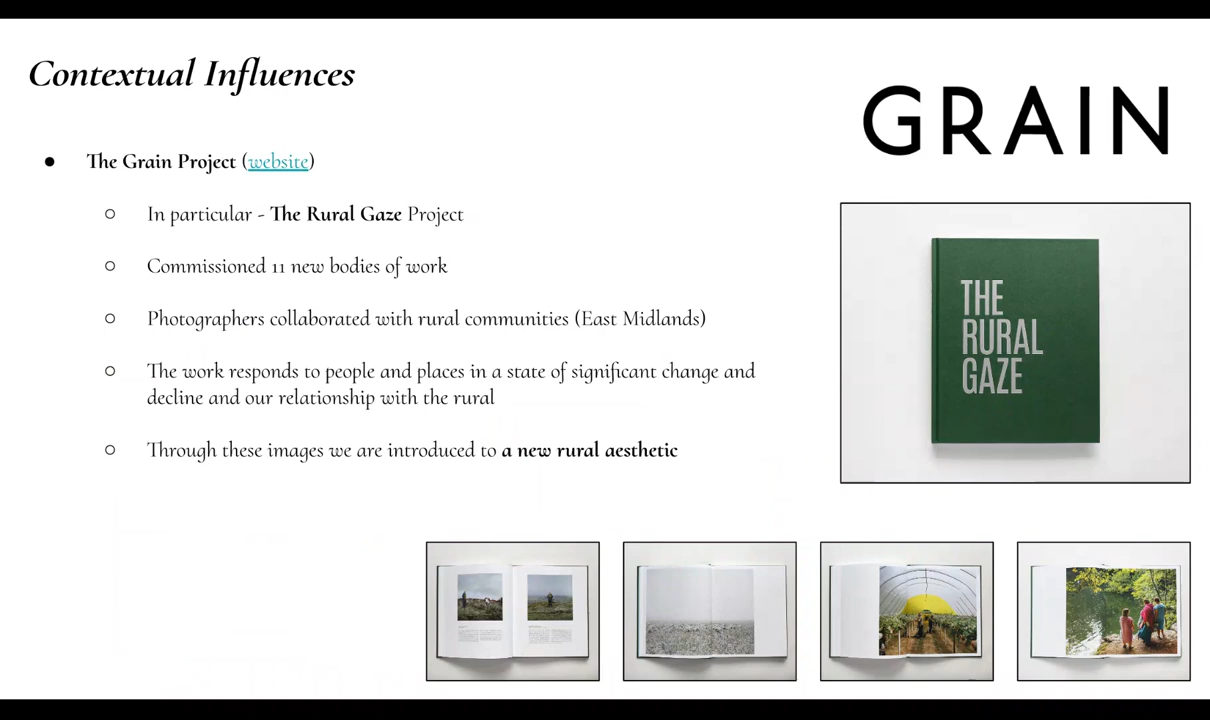 Contextual Influences
GRAIN
● The Grain Project (website)
○ In particular - The Rural Gaze Project
○ Commissioned 11 new bodies of work
○ Photographers collaborated with rural communities (East Midlands)
○ The work responds to people and places in a state of significant change and
decline and our relationship with the rural
○ Through these images we are introduced to a new rural aesthetic
THE
RURAL
GAZE